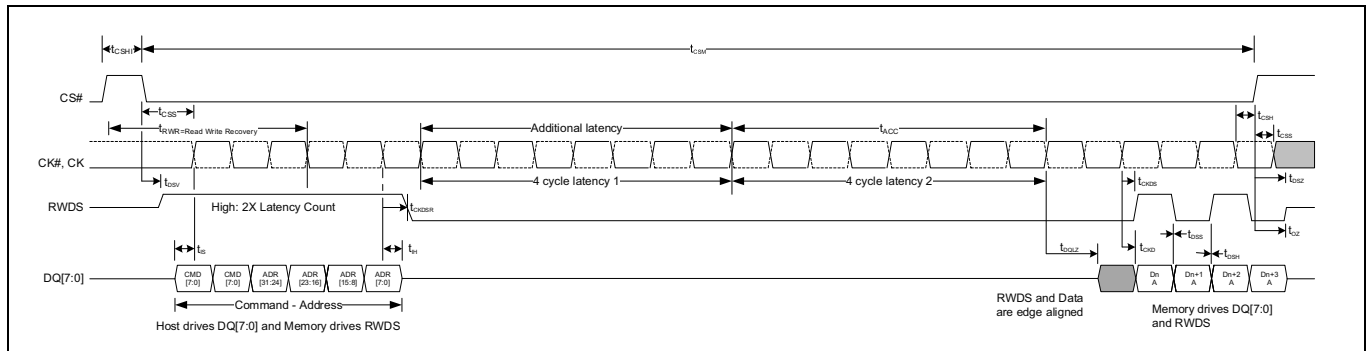 tCSHI
tCSM
CS#
tCSS
tCSH
tRWR=Read Write Recovery
Additional latency
tACC
tCSS
CK#, CK
4 cycle latency 1
4 cycle latency 2
tDSV
tCKDS
tDSZ
RWDS
High: 2X Latency Count
tCKDSR
tDSS
tOZ
tIS
tIH
tDQLZ
tCKD
tDSH
DQ[7:0]
CMD CMD ADR ADR ADR ADR
[7:0] [7:0] [31:24] [23:16] [15:8] [7:0]
Dn Dn+1 Dn+2 Dn+3
A A A A
Command - Address
RWDS and Data
are edge aligned
Memory drives DQ[7:0]
and RWDS
Host drives DQ[7:0] and Memory drives RWDS